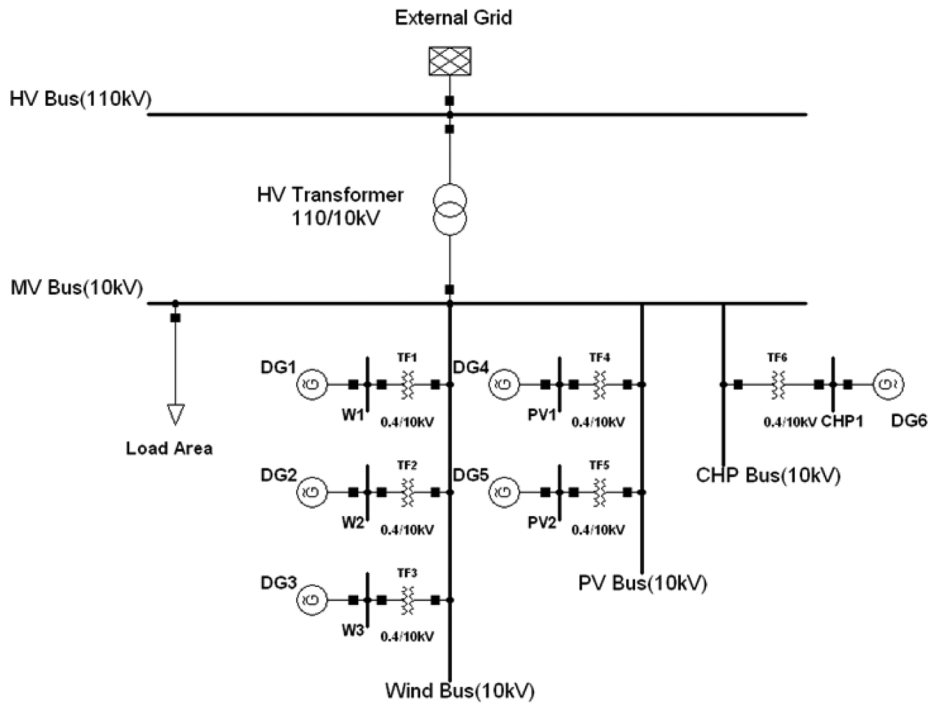 External Grid
HV Bus(110kV)
HV Transformer
110/10kV
MV Bus(10kV)
DG1
TF1
DG4
TF4
TF6
W1
0.4/10kV
PV1
0.4/10kV
0.4/10kV
CHP1
DG6
Load Area
DG2
TF2
DG5
TF5
CHP Bus(10kV)
W2
0.4/10kV
PV2
0.4/10kV
DG3
TF3
PV Bus(10kV)
W3
0.4/10kV
Wind Bus(10kV)